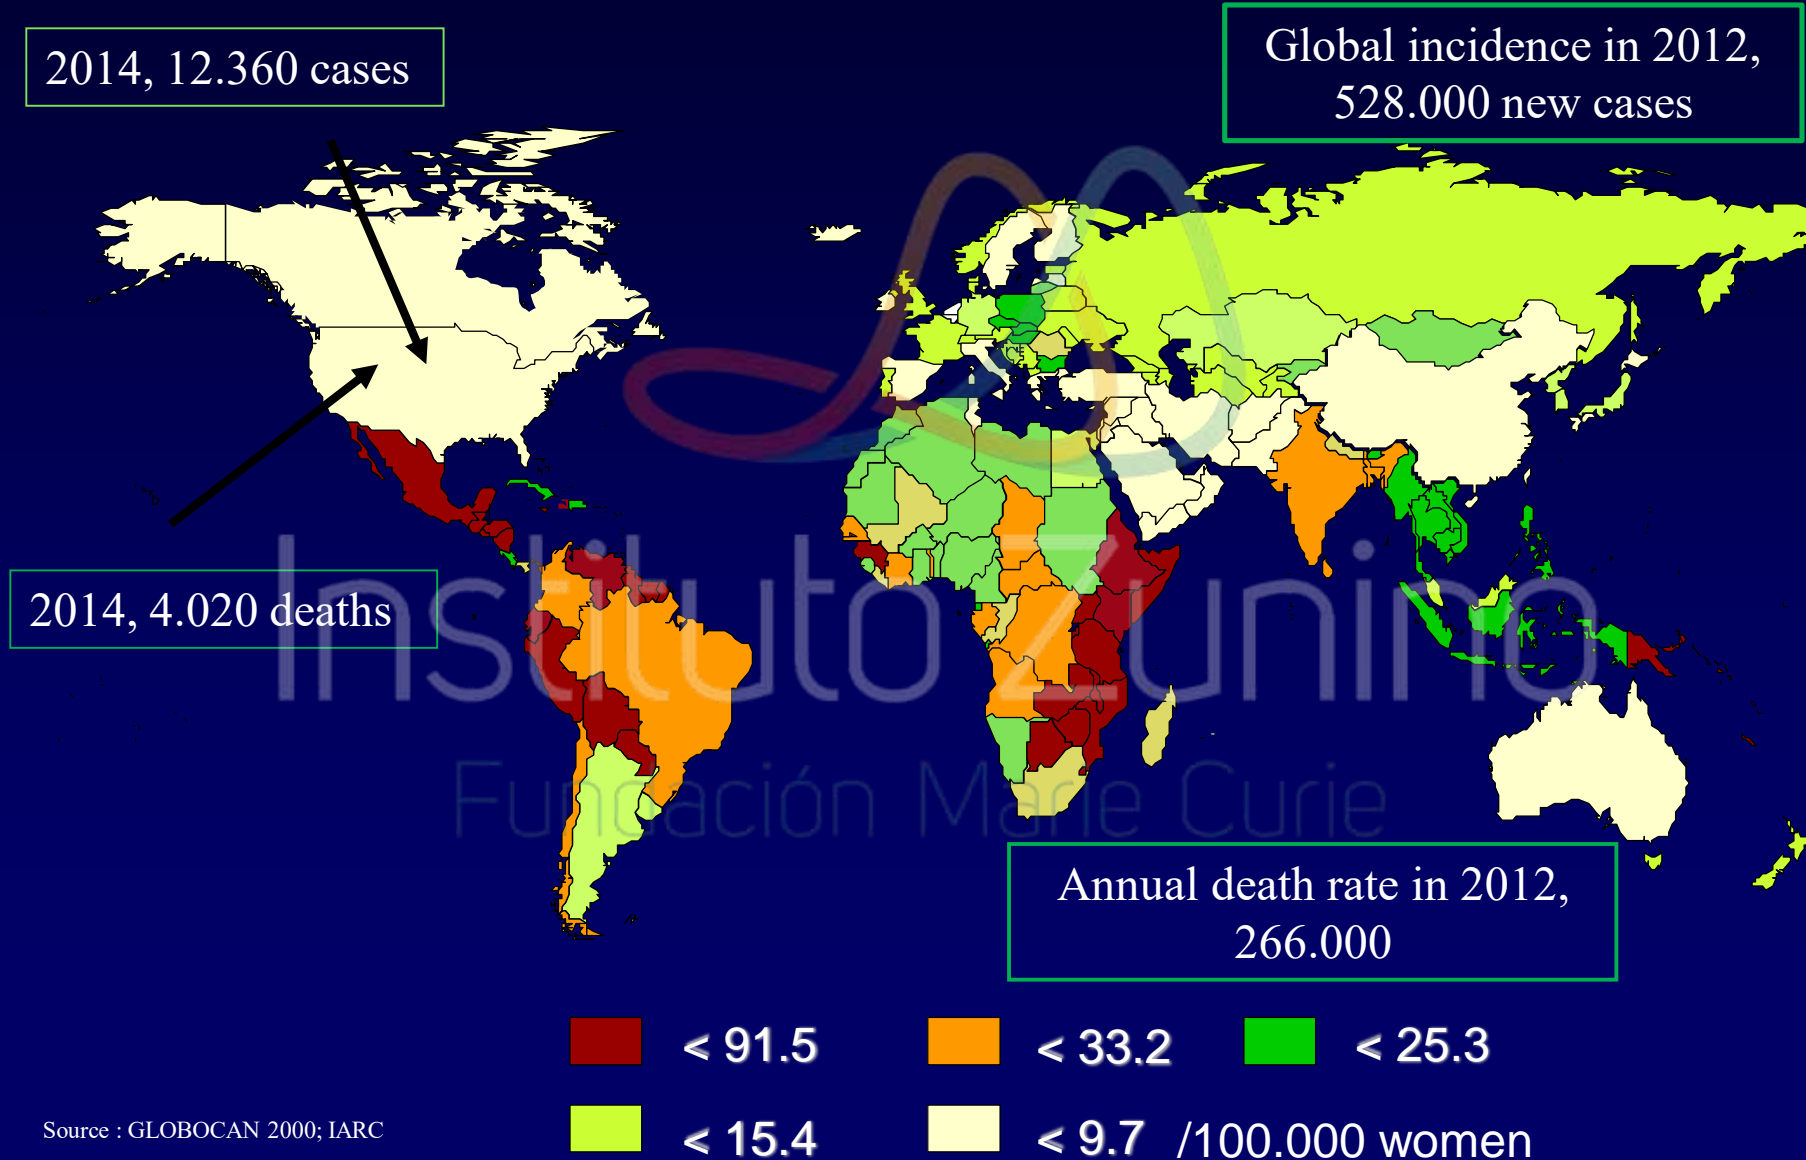 2014, 12.360 cases
Global incidence in 2012,
528.000 new cases
2014, 4.020 deaths
Instituto Zunino
Fundación Marie Curie
Annual death rate in 2012,
266.000
< 91.5
< 33.2
< 25.3
< 15.4
< 9.7 /100.000 women
Source : GLOBOCAN 2000; IARC